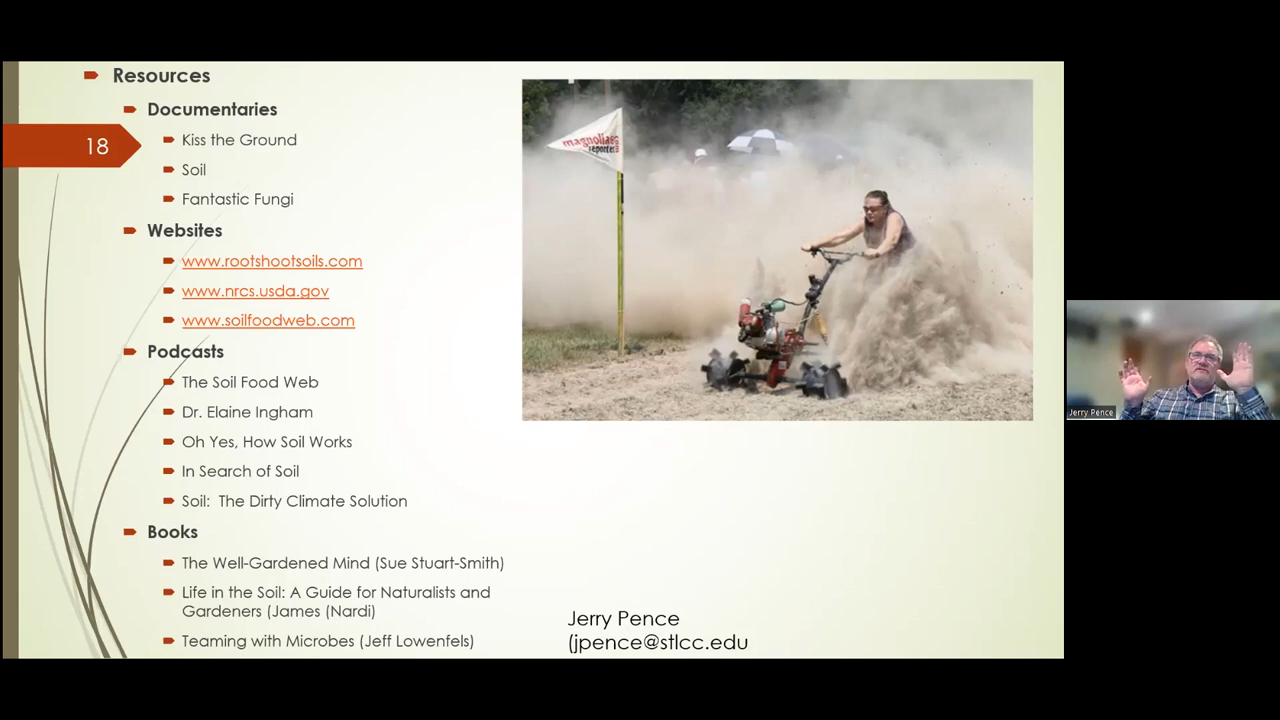 Resources
Documentaries
18
Kiss the Ground
Soil
Fantastic Fungi
Websites
www.rootshootsoils.com
www.nrcs.usda.gov
www.soilfoodweb.com
Podcasts
The Soil Food Web
Dr. Elaine Ingham
Oh Yes, How Soil Works
In Search of Soil
Soil: The Dirty Climate Solution
Books
The Well-Gardened Mind (Sue Stuart-Smith)
Life in the Soil: A Guide for Naturalists and
Gardeners (James (Nardi)
Teaming with Microbes (Jeff Lowenfels)
magnolia
reporter
Jerry Pence
(jpence@stlcc.edu
Jerry Pence